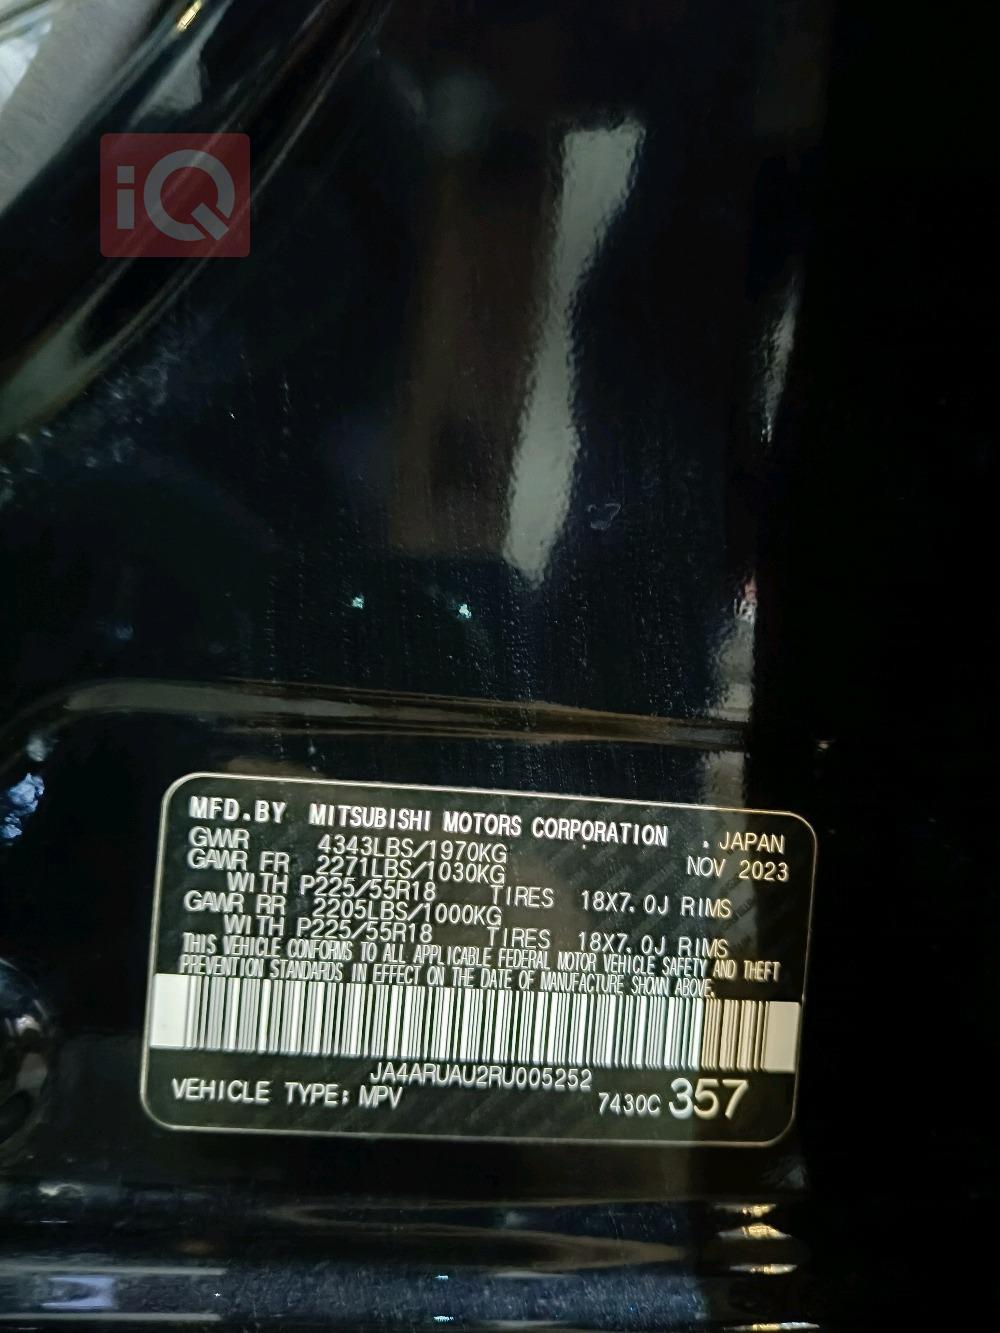 iQ
MFD.BY MITSUBISHI MOTORS CORPORATION . JAPAN
GWR 4343LBS/1970KG NOV 2023
GAWR FR 2271LBS/1030KG
WITH P225/55R18 TIRES 18X7.0J RIMS
GAWR RR 2205LBS/1000KG
WITH P225/55R18 TIRES 18X7.0J RIMS
THIS VEHICLE CONFORMS TO ALL APPLICABLE FEDERAL MOTOR VEHICLE SAFETY AND THEFT
PREVENTION STANDARDS IN EFFECT ON THE DATE OF MANUFACTURE SHOWN ABOVE.
JA4ARUAU2RU005252
VEHICLE TYPE: MPV 7430C 357